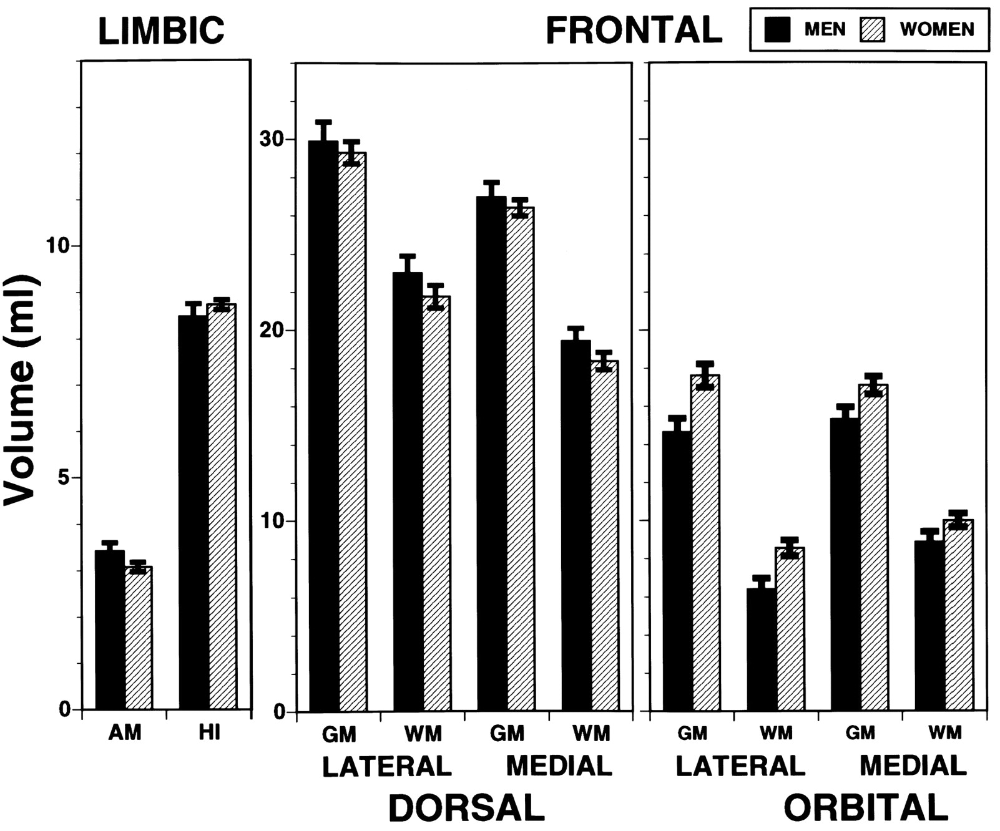 LIMBIC
FRONTAL
MEN WOMEN
Volume (ml)
10
5
0
30
20
10
0
AM HI
GM WM GM WM
GM WM GM WM
LATERAL MEDIAL
LATERAL MEDIAL
DORSAL
ORBITAL